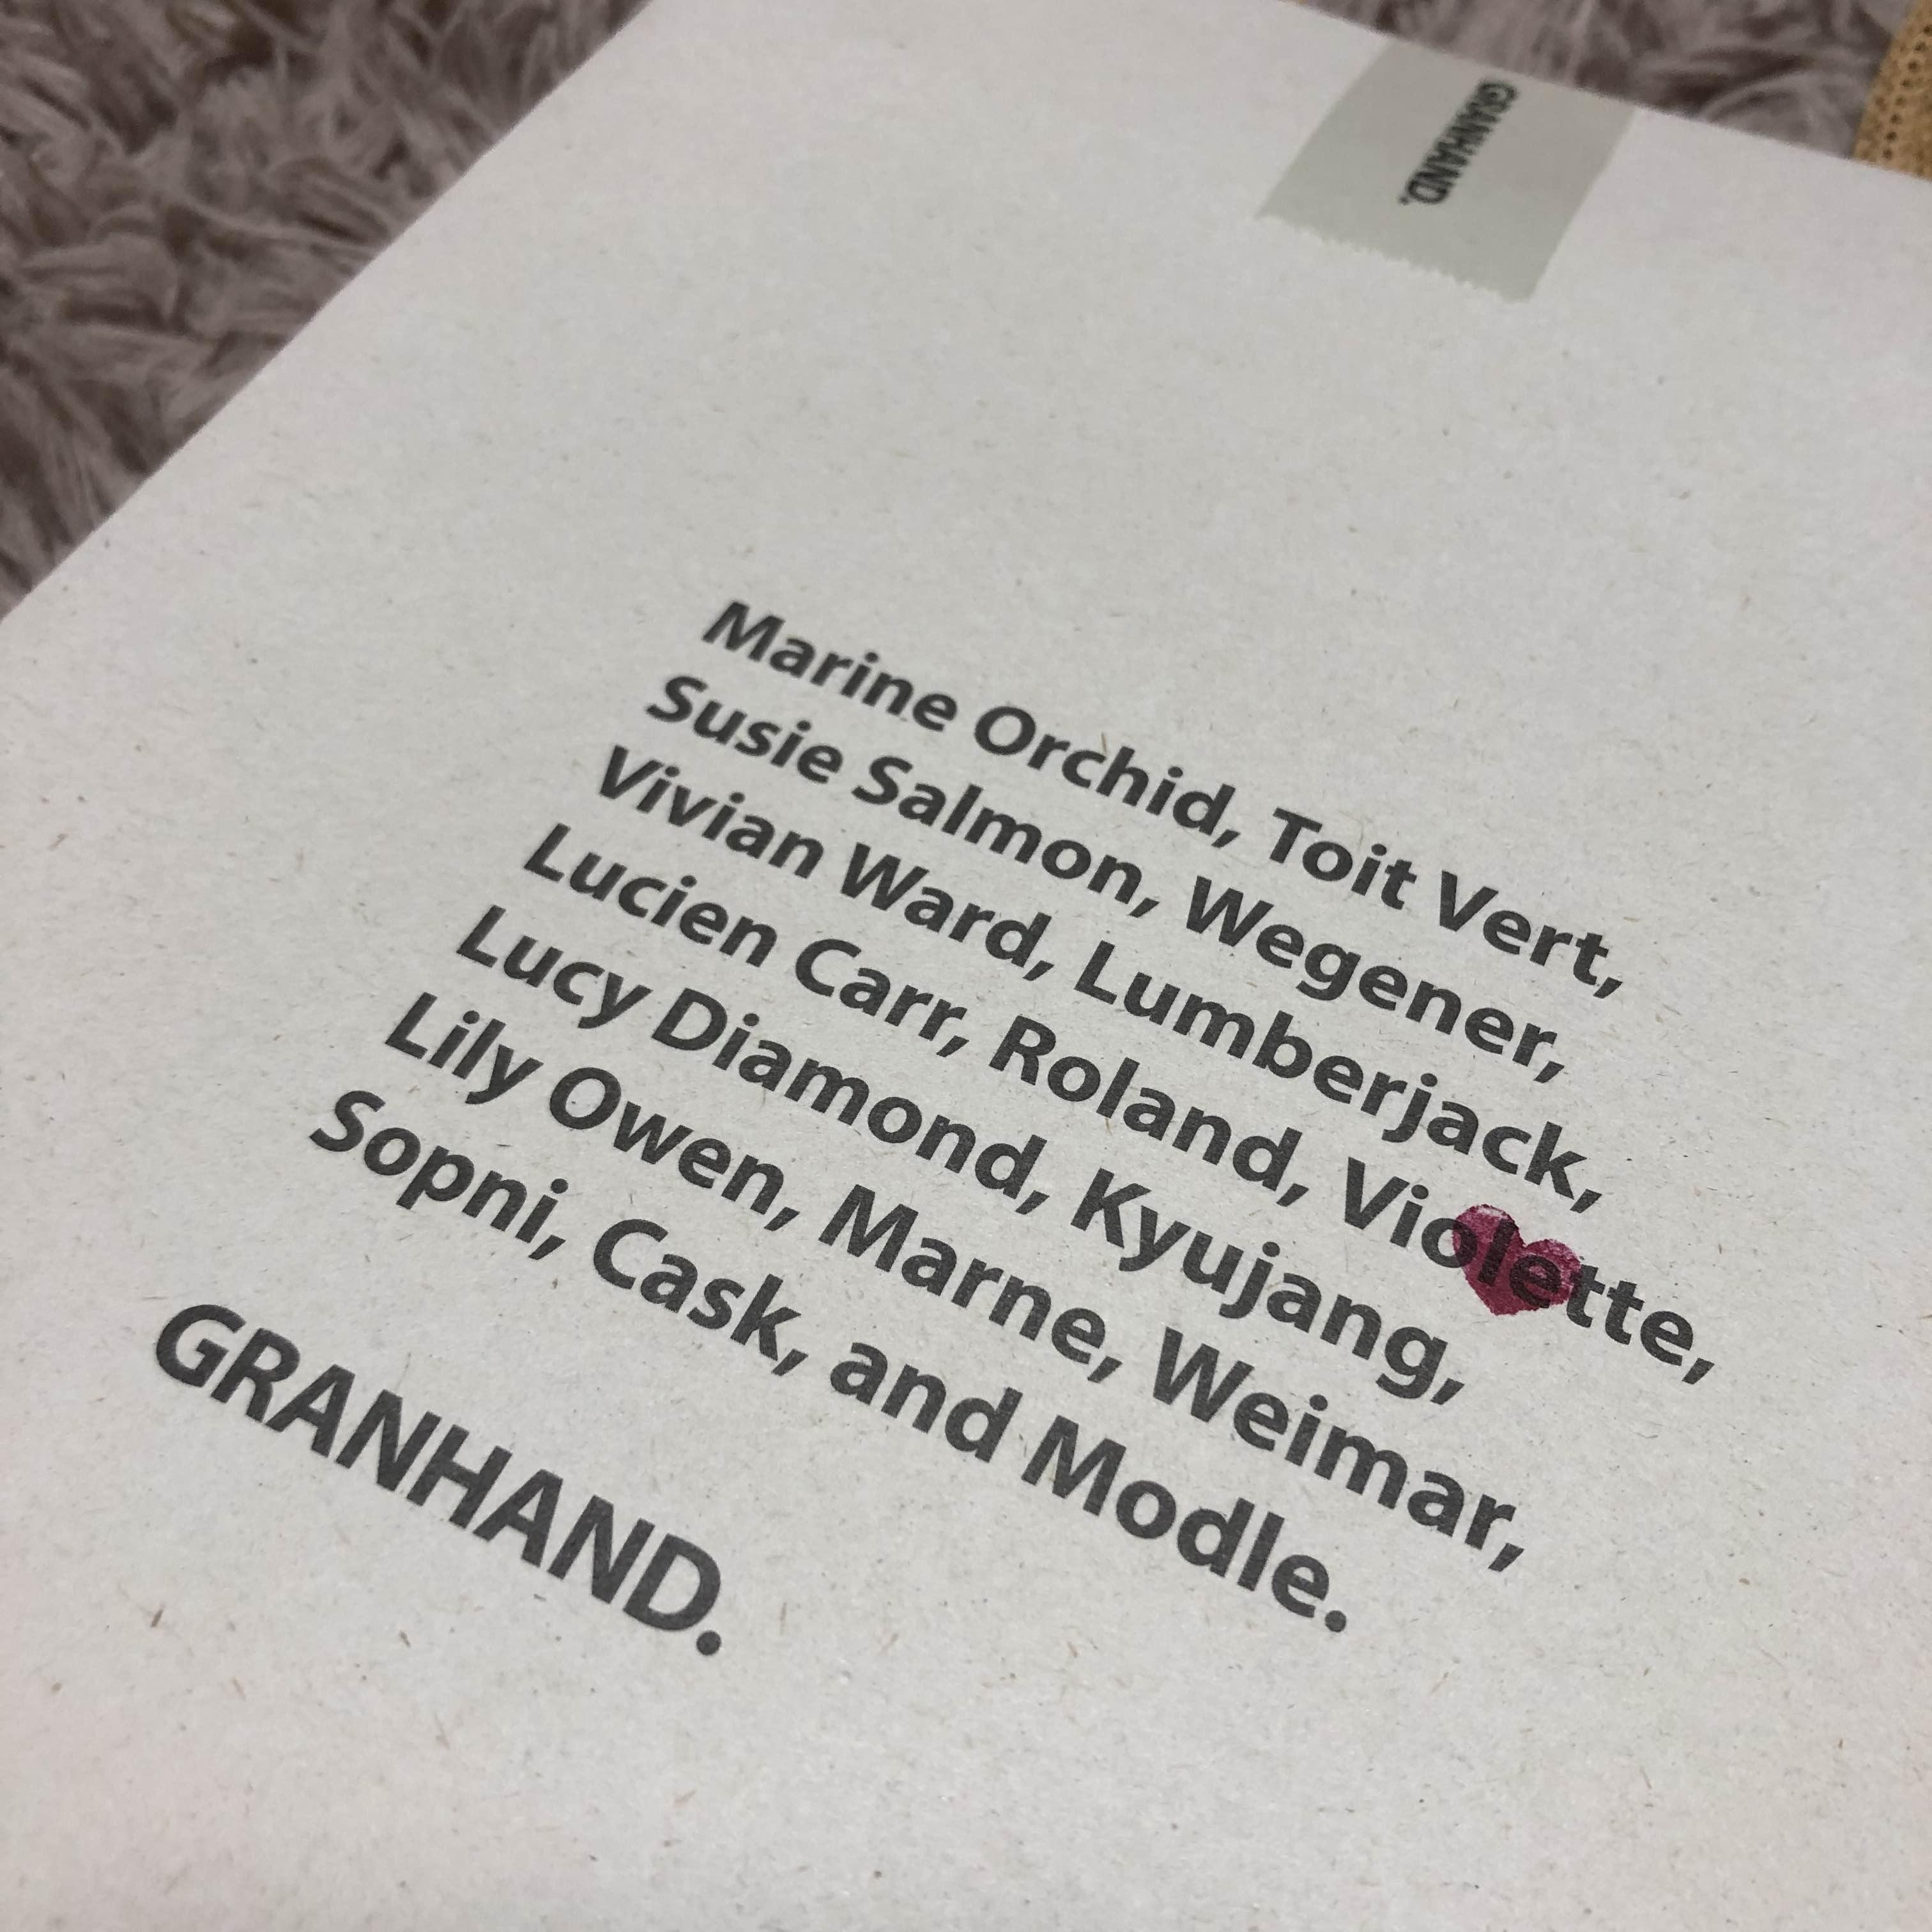 GRANHAND.
Marine Orchid, Toit Vert,
Susie Salmon, Wegener,
Vivian Ward, Lumberjack,
Lucien Carr, Roland, Violette,
Lucy Diamond, Kyujang,
Lily Owen, Marne, Weimar,
Sopni, Cask, and Modle.
GRANHAND.